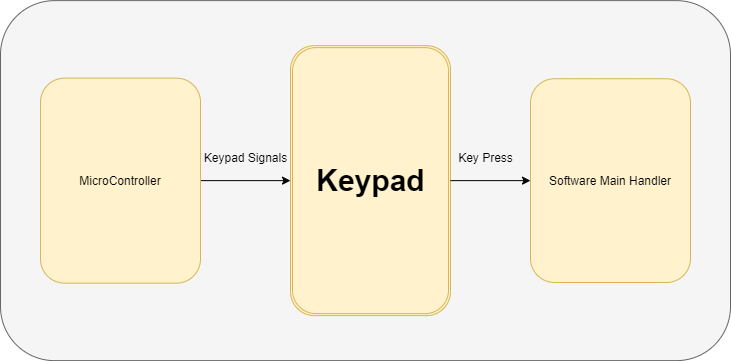 Keypad Signals
Key Press
MicroController
Keypad
Software Main Handler